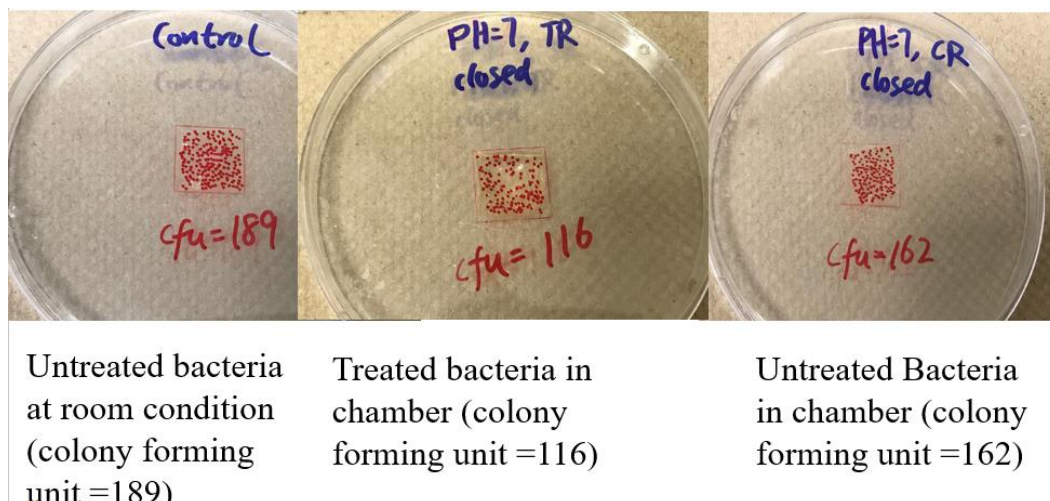 Control
cfu=189
PH=7, TR
closed
cfu= 116
PH=7, CR
closed
cfu=162
Untreated bacteria
at room condition
(colony forming
unit =189)
Treated bacteria in
chamber (colony
forming unit =116)
Untreated Bacteria
in chamber (colony
forming unit =162)